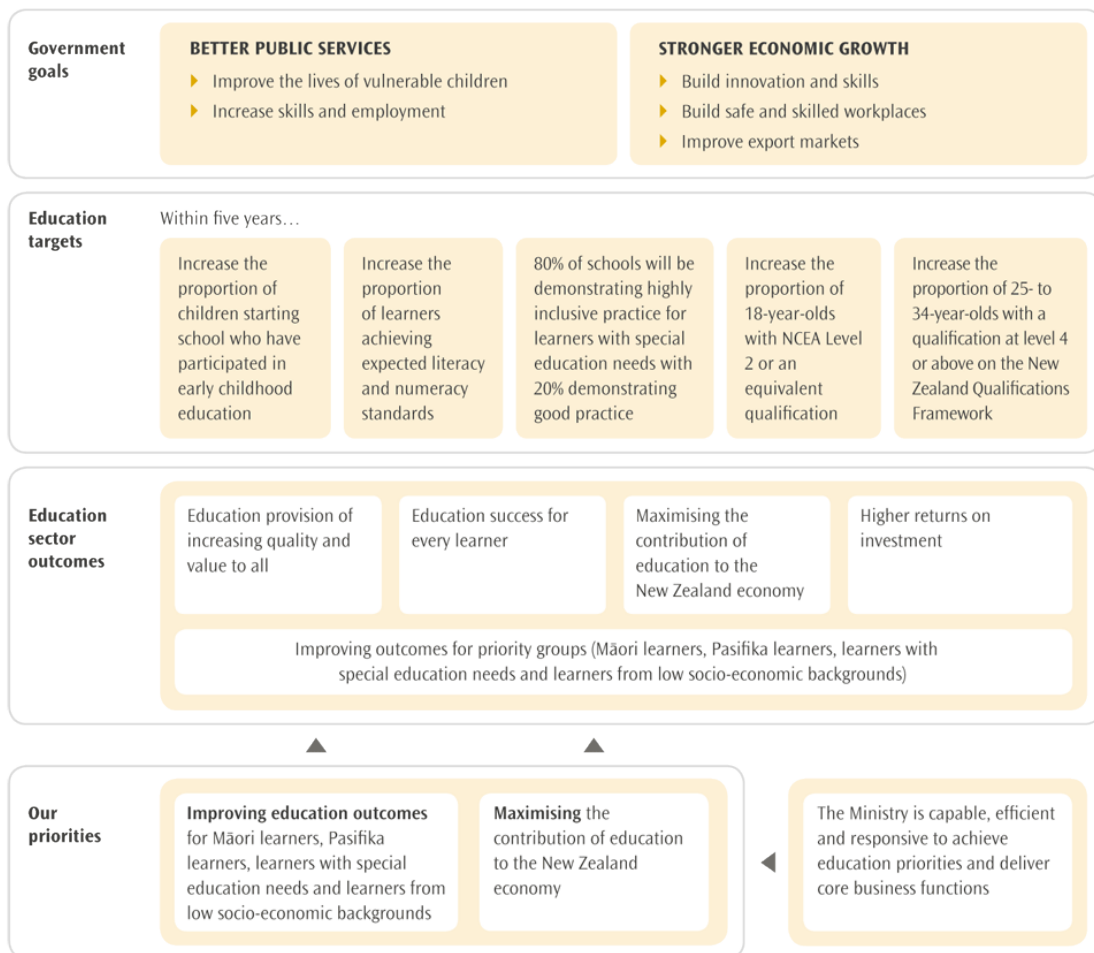 Government
goals
BETTER PUBLIC SERVICES
Improve the lives of vulnerable children
Increase skills and employment
STRONGER ECONOMIC GROWTH
Build innovation and skills
Build safe and skilled workplaces
Improve export markets
Education
targets
Within five years…
Increase the
proportion of
children starting
school who have
participated in
early childhood
education
Increase the
proportion
of learners
achieving
expected literacy
and numeracy
standards
80% of schools will be
demonstrating highly
inclusive practice for
learners with special
education needs with
20% demonstrating
good practice
Increase the
proportion of
18-year-olds
with NCEA Level
2 or an
equivalent
qualification
Increase the
proportion of 25- to
34-year-olds with a
qualification at level 4
or above on the New
Zealand Qualifications
Framework
Education
sector
outcomes
Education provision of
increasing quality and
value to all
Education success for
every learner
Maximising the
contribution of
education to the
New Zealand economy
Higher returns on
investment
Improving outcomes for priority groups (Māori learners, Pasifika learners, learners with
special education needs and learners from low socio-economic backgrounds)
Our
priorities
Improving education outcomes
for Māori learners, Pasifika
learners, learners with special
education needs and learners from
low socio-economic backgrounds
Maximising the
contribution of education
to the New Zealand
economy
The Ministry is capable, efficient
and responsive to achieve
education priorities and deliver
core business functions